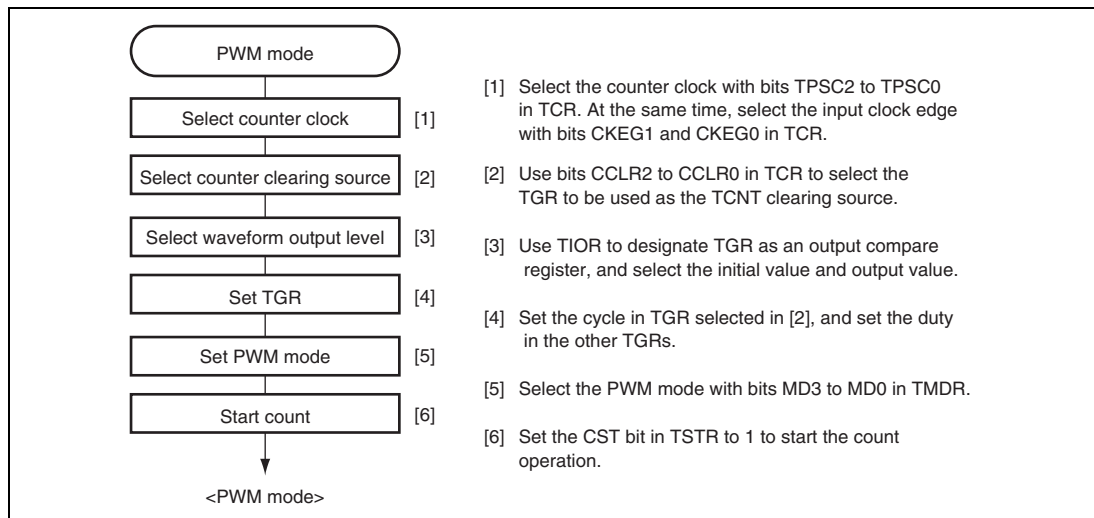 PWM mode
Select counter clock [1]
Select counter clearing source [2]
Select waveform output level [3]
Set TGR [4]
Set PWM mode [5]
Start count [6]
<PWM mode>
[1] Select the counter clock with bits TPSC2 to TPSC0
in TCR. At the same time, select the input clock edge
with bits CKEG1 and CKEG0 in TCR.
[2] Use bits CCLR2 to CCLR0 in TCR to select the
TGR to be used as the TCNT clearing source.
[3] Use TIOR to designate TGR as an output compare
register, and select the initial value and output value.
[4] Set the cycle in TGR selected in [2], and set the duty
in the other TGRs.
[5] Select the PWM mode with bits MD3 to MD0 in TMDR.
[6] Set the CST bit in TSTR to 1 to start the count
operation.